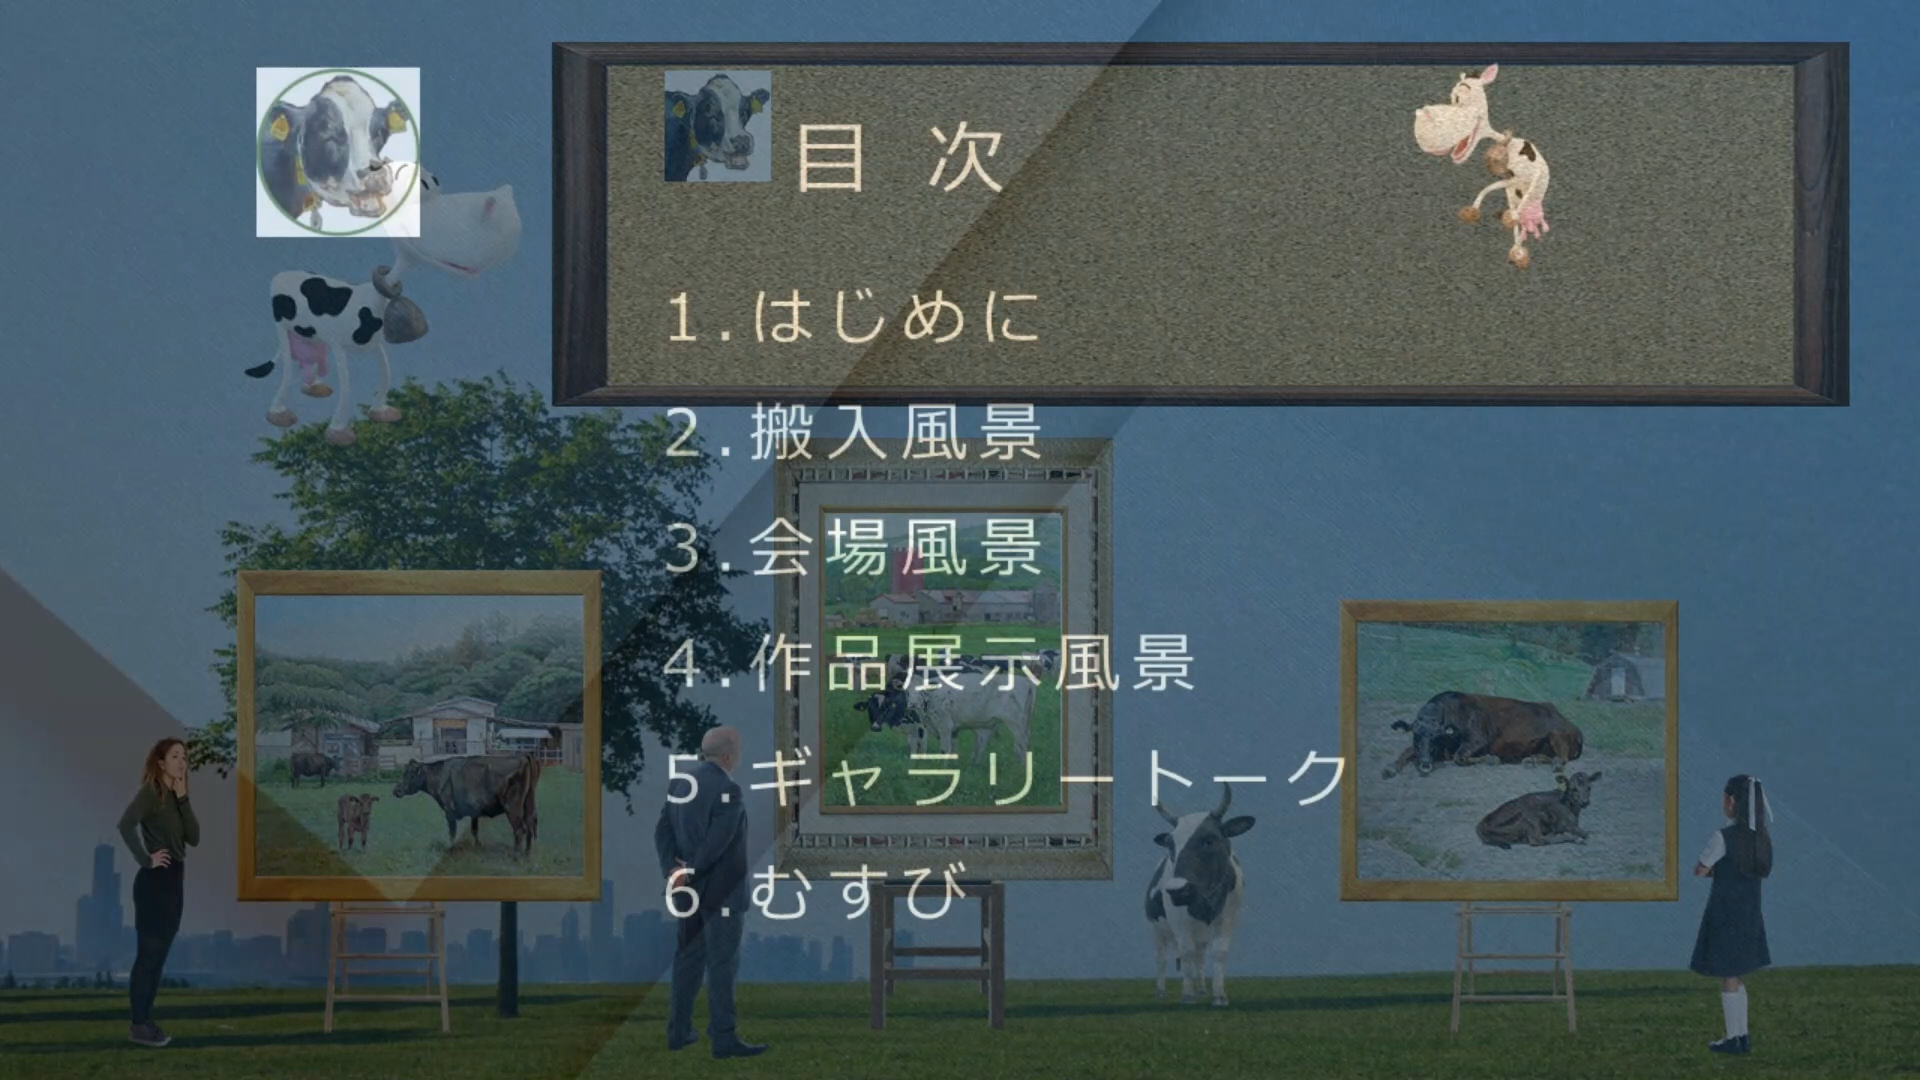 目 次
1.はじめに
2.搬入風景
3.会場風景
4.作品展示風景
5.ギャラリートーク
6.むすび